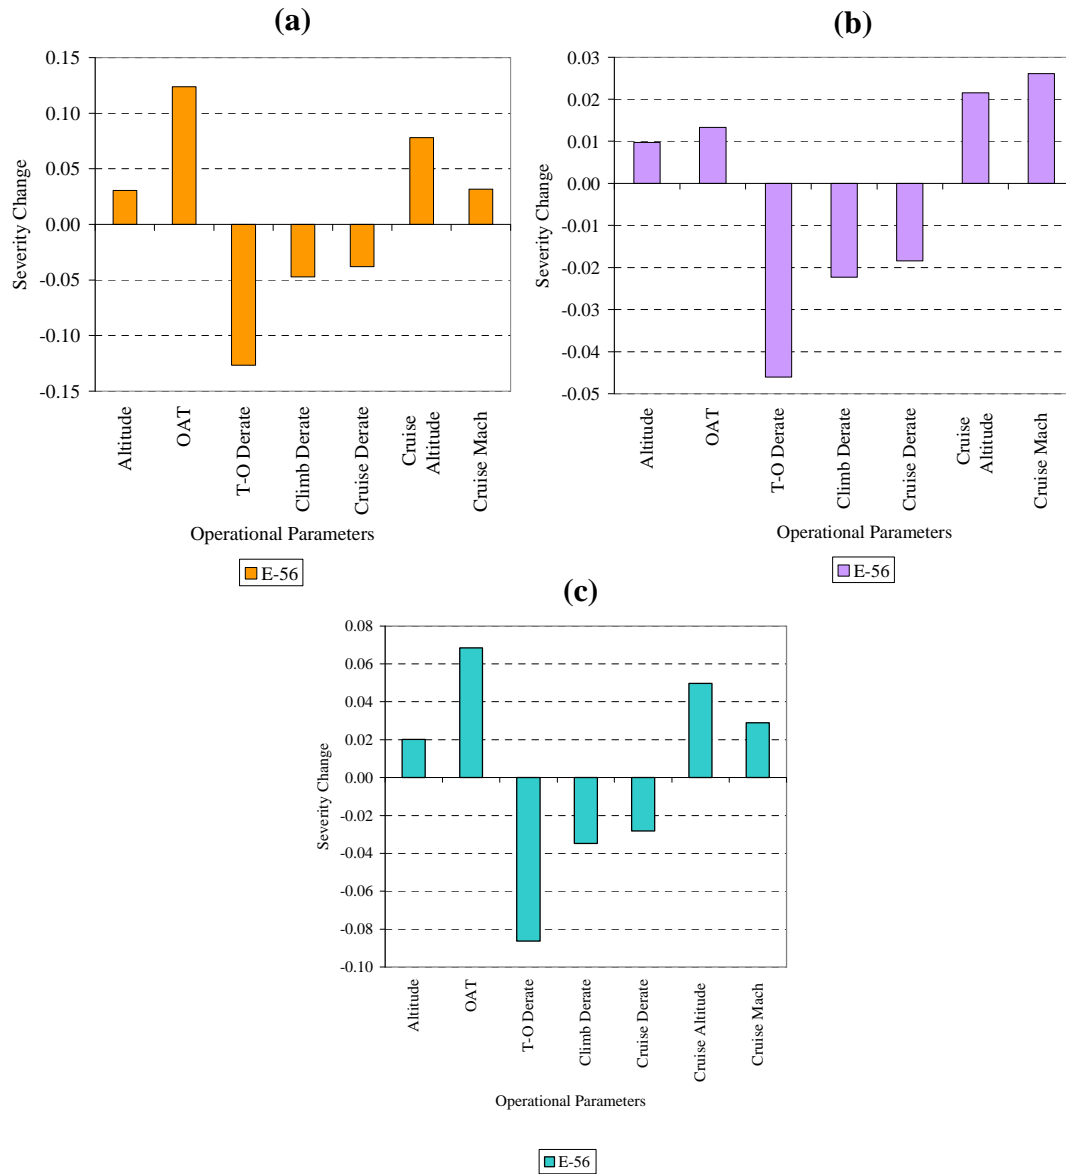 (a)
0.15
0.10
0.05
0.00
-0.05
-0.10
-0.15
Severity Change
Altitude
OAT
T-O Derate
Climb Derate
Cruise Derate
Cruise
Altitude
Cruise Mach
Operational Parameters
E-56
(b)
0.03
0.02
0.01
0.00
-0.01
-0.02
-0.03
-0.04
-0.05
Severity Change
Altitude
OAT
T-O Derate
Climb Derate
Cruise Derate
Cruise
Altitude
Cruise Mach
Operational Parameters
E-56
(c)
0.08
0.06
0.04
0.02
0.00
-0.02
-0.04
-0.06
-0.08
-0.10
Severity Change
Altitude
OAT
T-O Derate
Climb Derate
Cruise Derate
Cruise Altitude
Cruise Mach
Operational Parameters
E-56